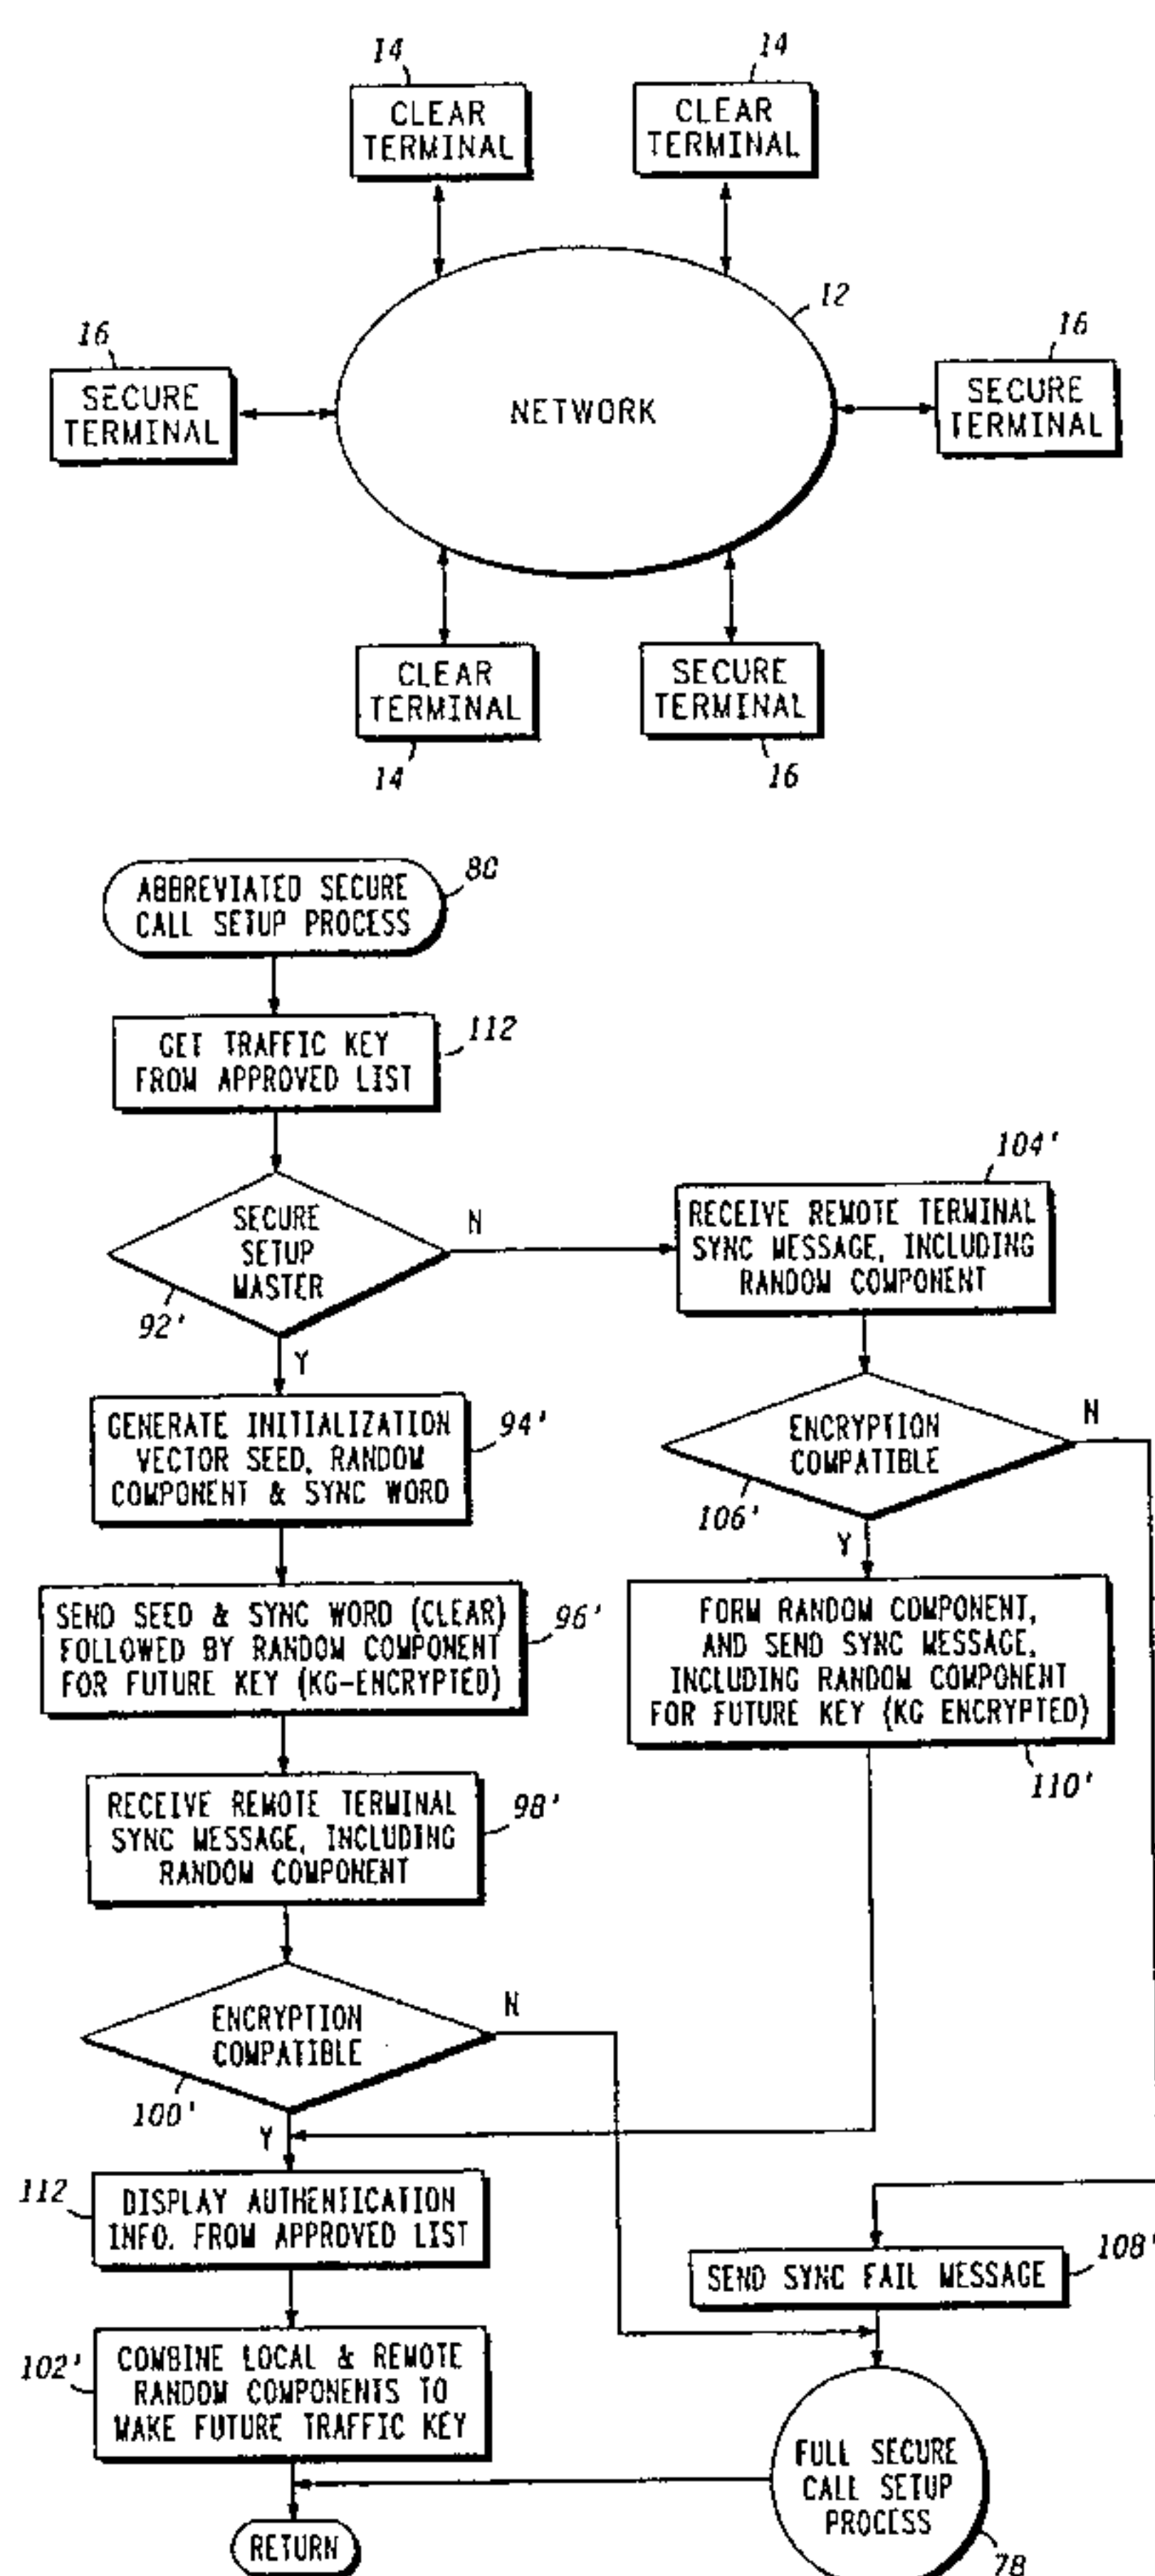 14
14
CLEAR
TERMINAL
CLEAR
TERMINAL
12
16
16
SECURE
TERMINAL
NETWORK
SECURE
TERMINAL
CLEAR
TERMINAL
SECURE
TERMINAL
14
16
80
ABBREVIATED SECURE
CALL SETUP PROCESS
112
GET TRAFFIC KEY
FROM APPROVED LIST
104'
SECURE
SETUP
MASTER
N
RECEIVE REMOTE TERMINAL
SYNC MESSAGE, INCLUDING
RANDOM COMPONENT
92'
Y
GENERATE INITIALIZATION
VECTOR SEED, RANDOM
COMPONENT & SYNC WORD
94'
ENCRYPTION
COMPATIBLE
N
106'
Y
SEND SEED & SYNC WORD (CLEAR)
FOLLOWED BY RANDOM COMPONENT
FOR FUTURE KEY (KG-ENCRYPTED)
96'
FORM RANDOM COMPONENT,
AND SEND SYNC MESSAGE,
INCLUDING RANDOM COMPONENT
FOR FUTURE KEY (KG ENCRYPTED)
110'
RECEIVE REMOTE TERMINAL
SYNC MESSAGE, INCLUDING
RANDOM COMPONENT
98'
ENCRYPTION
COMPATIBLE
N
100'
Y
112
DISPLAY AUTHENTICATION
INFO. FROM APPROVED LIST
SEND SYNC FAIL MESSAGE
108'
102'
COMBINE LOCAL & REMOTE
RANDOM COMPONENTS TO
MAKE FUTURE TRAFFIC KEY
FULL SECURE
CALL SETUP
PROCESS
RETURN
78